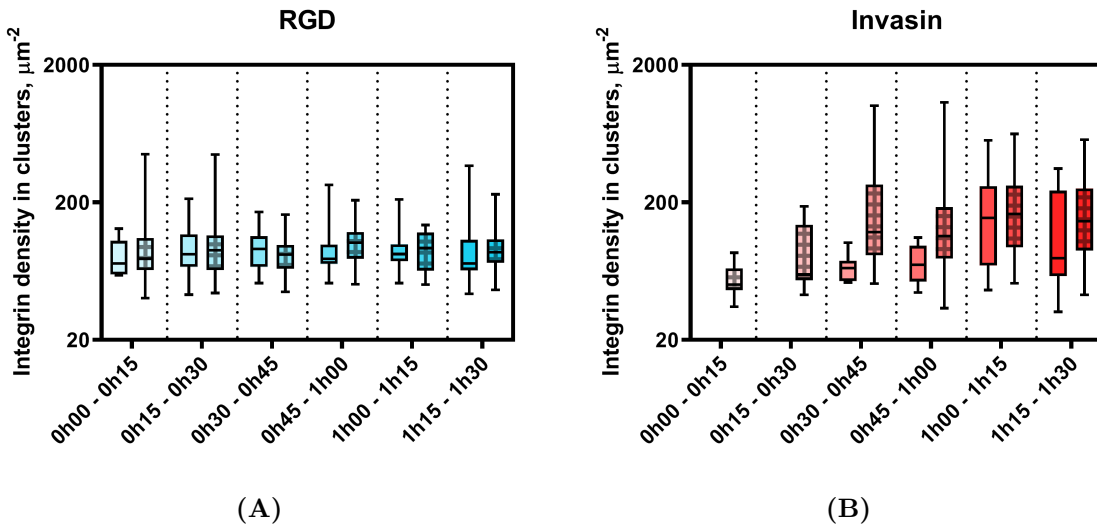 RGD
Integrin density in clusters, μm-2
2000
200
20
0h00 - 0h15
0h15 - 0h30
0h30 - 0h45
0h45 - 1h00
1h00 - 1h15
1h15 - 1h30
(A)
Invasin
Integrin density in clusters, μm-2
2000
200
20
0h00 - 0h15
0h15 - 0h30
0h30 - 0h45
0h45 - 1h00
1h00 - 1h15
1h15 - 1h30
(B)